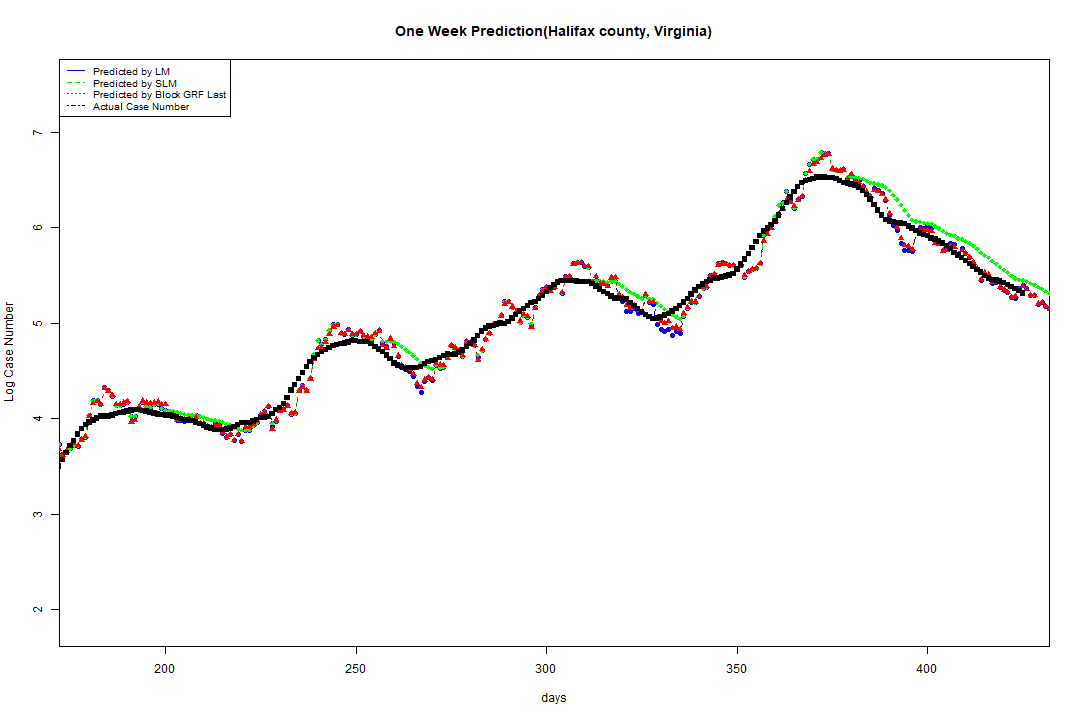 One Week Prediction(Halifax county, Virginia)
Predicted by LM
Predicted by SLM
Predicted by Block GRF Last
Actual Case Number
7
6
5
4
3
2
Log Case Number
200 250 300 350 400
days